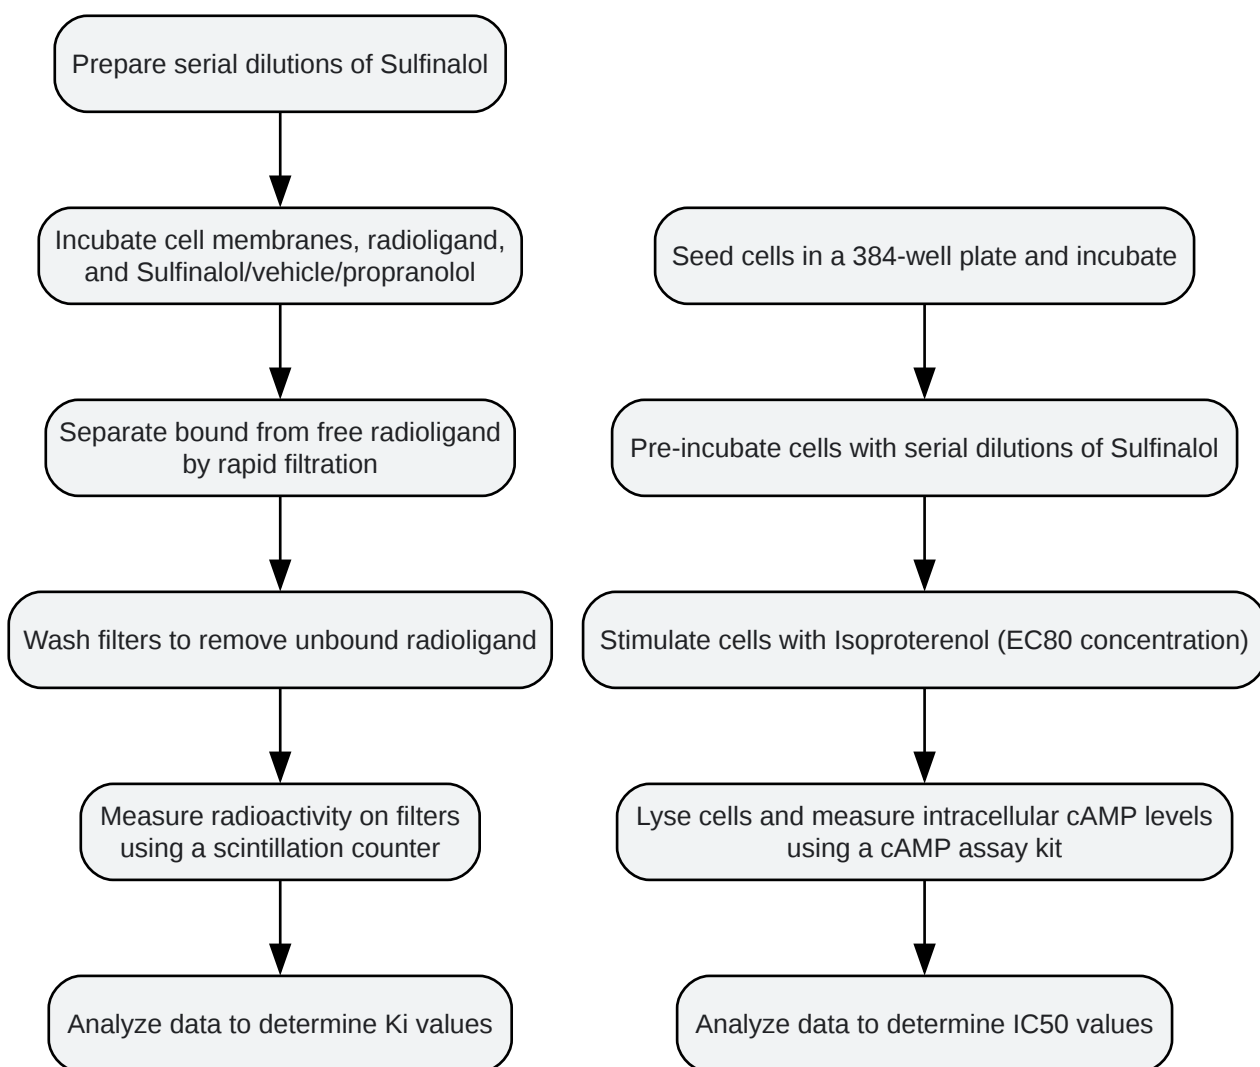 Prepare serial dilutions of Sulfinalol
Incubate cell membranes, radioligand,
and Sulfinalol/vehicle/propranolol
Separate bound from free radioligand
by rapid filtration
Wash filters to remove unbound radioligand
Measure radioactivity on filters
using a scintillation counter
Analyze data to determine Ki values
Seed cells in a 384-well plate and incubate
Pre-incubate cells with serial dilutions of Sulfinalol
Stimulate cells with Isoproterenol (EC80 concentration)
Lyse cells and measure intracellular cAMP levels
using a cAMP assay kit
Analyze data to determine IC50 values